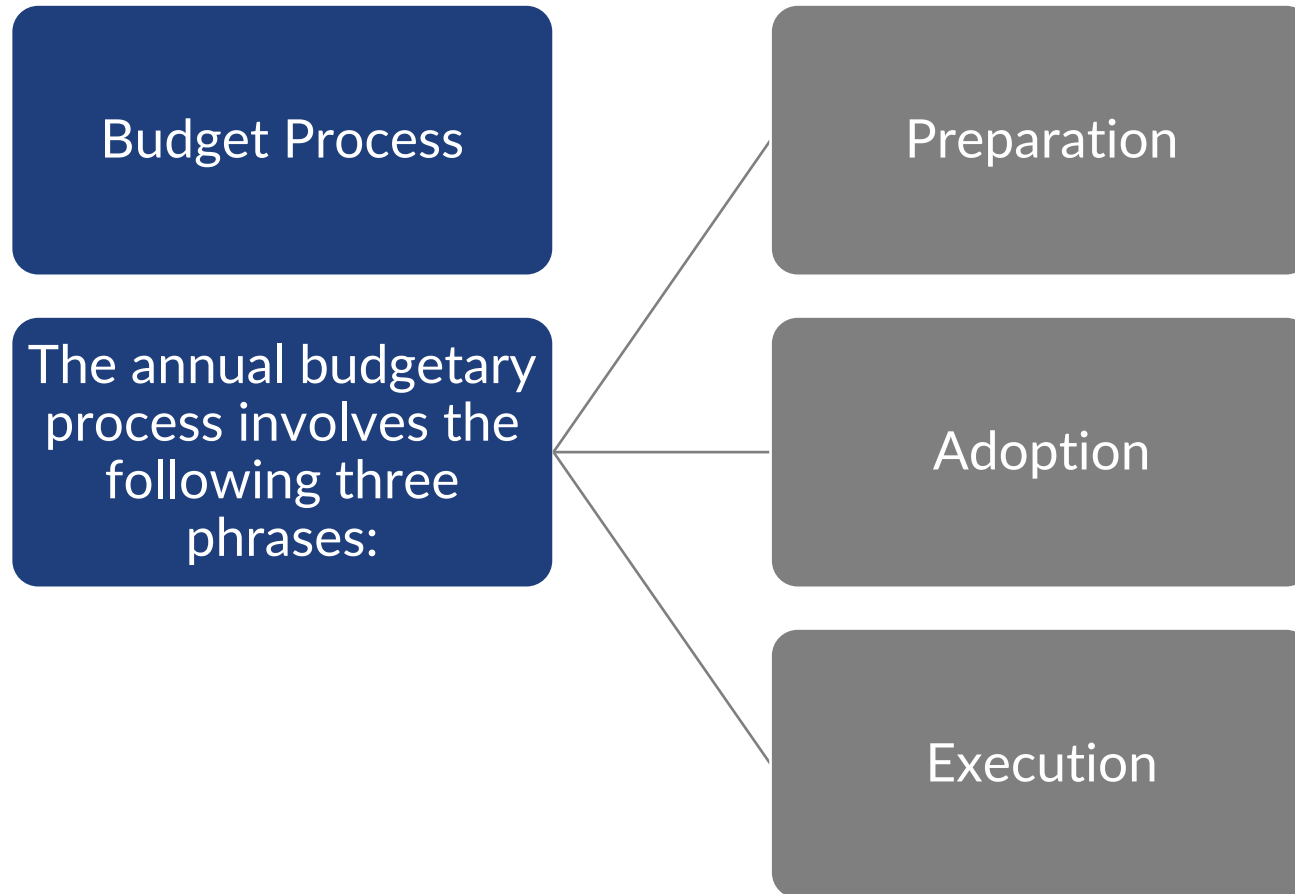 Budget Process
The annual budgetary
process involves the
following three
phrases:
Preparation
Adoption
Execution